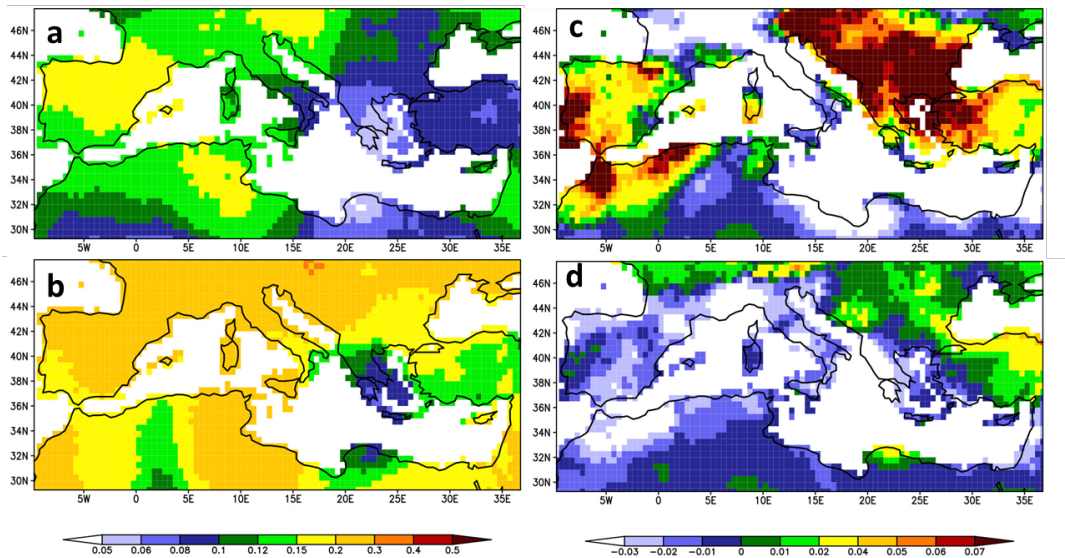 a
46N
44N
42N
40N
38N
36N
34N
32N
30N
5W 0 5E 10E 15E 20E 25E 30E 35E
c
46N
44N
42N
40N
38N
36N
34N
32N
30N
5W 0 5E 10E 15E 20E 25E 30E 35E
b
46N
44N
42N
40N
38N
36N
34N
32N
30N
5W 0 5E 10E 15E 20E 25E 30E 35E
d
46N
44N
42N
40N
38N
36N
34N
32N
30N
5W 0 5E 10E 15E 20E 25E 30E 35E
0.05 0.06 0.08 0.1 0.12 0.15 0.2 0.3 0.4 0.5
−0.03 −0.02 −0.01 0 0.01 0.02 0.04 0.05 0.06 0.07